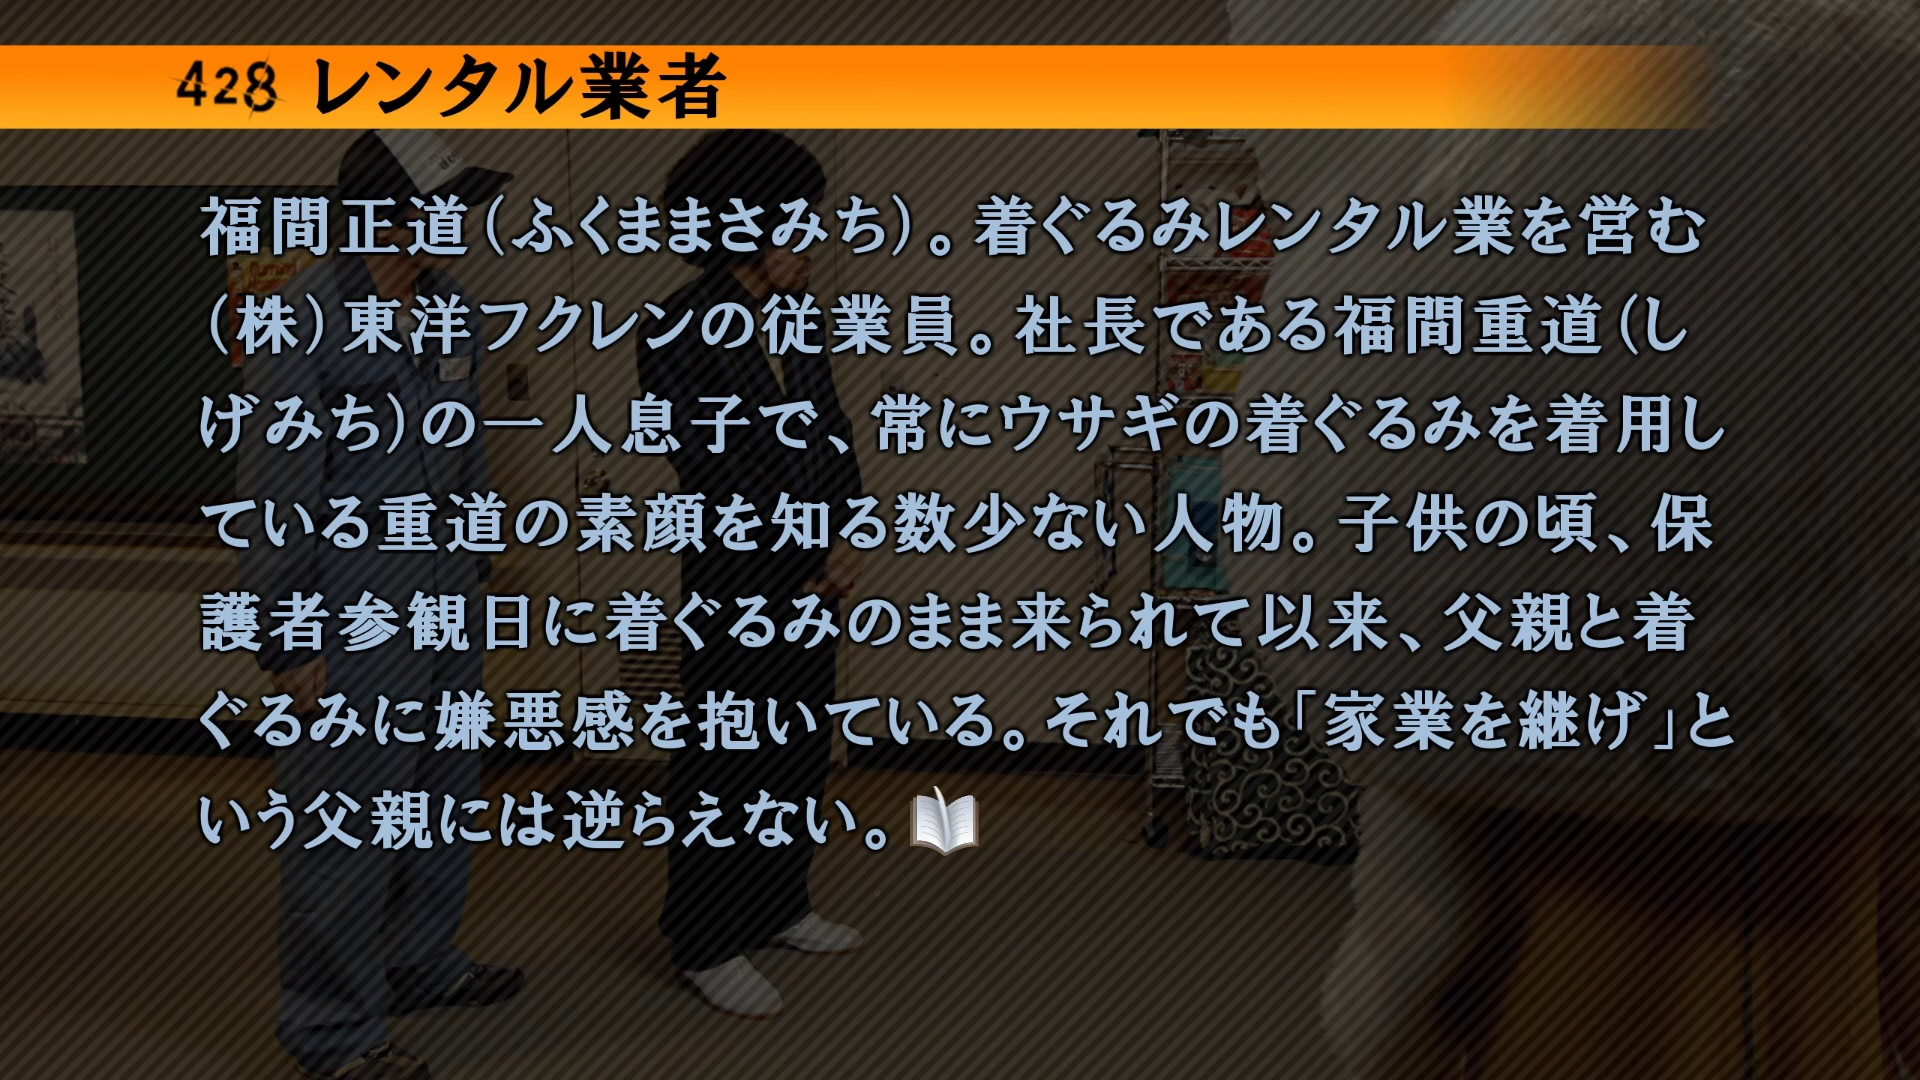 428 レンタル業者
福間正道(ふくままさみち)。着ぐるみレンタル業を営む
(株)東洋フクレンの従業員。社長である福間重道(し
げみち)の一人息子で、常にウサギの着ぐるみを着用し
ている重道の素顔を知る数少ない人物。子供の頃、保
護者参観日に着ぐるみのまま来られて以来、父親と着
ぐるみに嫌悪感を抱いている。それでも「家業を継げ」と
いう父親には逆らえない。